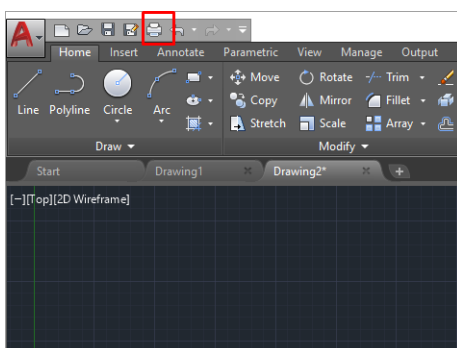 A
Home Insert Annotate Parametric View Manage Output
Move Rotate Trim
Line Polyline Circle Arc Copy Mirror Fillet
Stretch Scale Array
Draw Modify
Start Drawing1 Drawing2*
[−][Top][2D Wireframe]